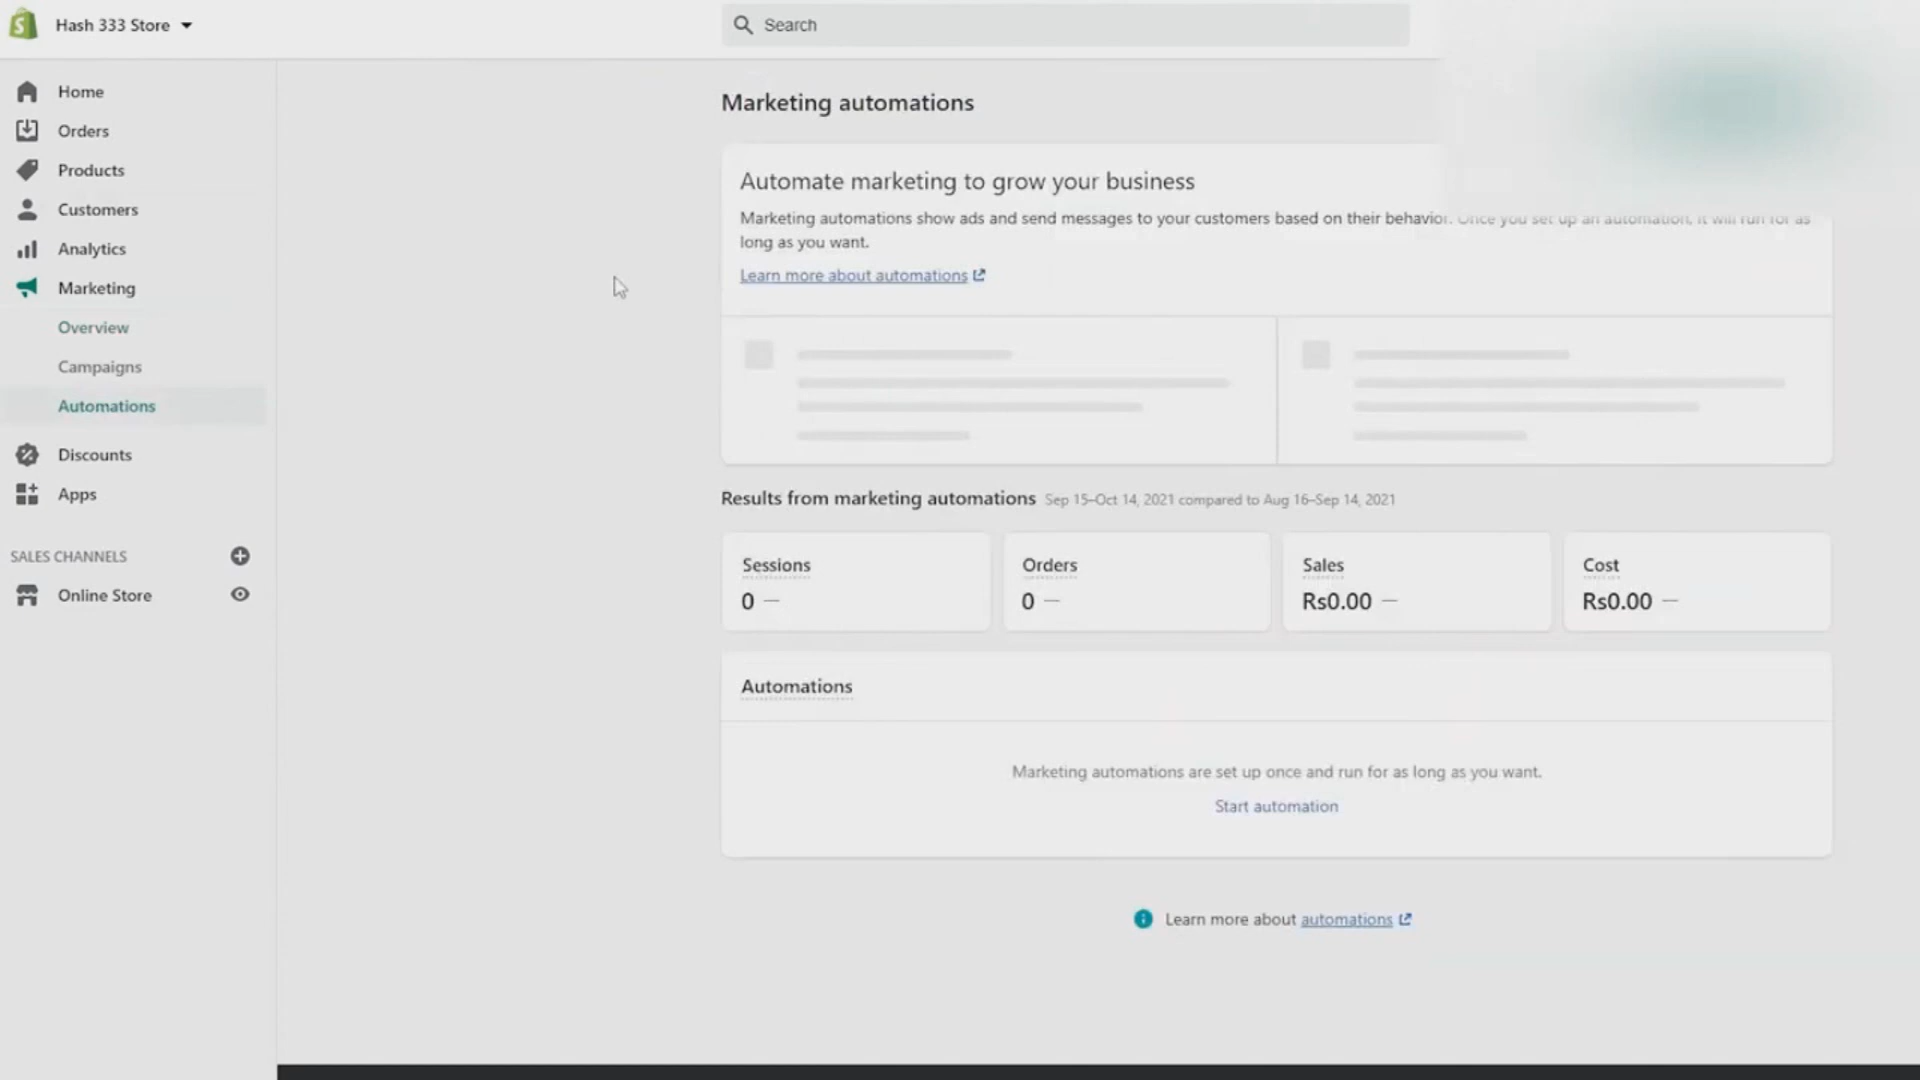 Hash 333 Store
Search
Home
Orders
Products
Customers
Analytics
Marketing
Overview
Campaigns
Automations
Discounts
Apps
SALES CHANNELS
Online Store
Marketing automations
Automate marketing to grow your business
Marketing automations show ads and send messages to your customers based on their behavior. Once you set up an automation, it will run for as
long as you want.
Learn more about automations
Results from marketing automations Sep 15–Oct 14, 2021 compared to Aug 16–Sep 14, 2021
Sessions
0 —
Orders
0 —
Sales
Rs0.00 —
Cost
Rs0.00 —
Automations
Marketing automations are set up once and run for as long as you want.
Start automation
Learn more about automations